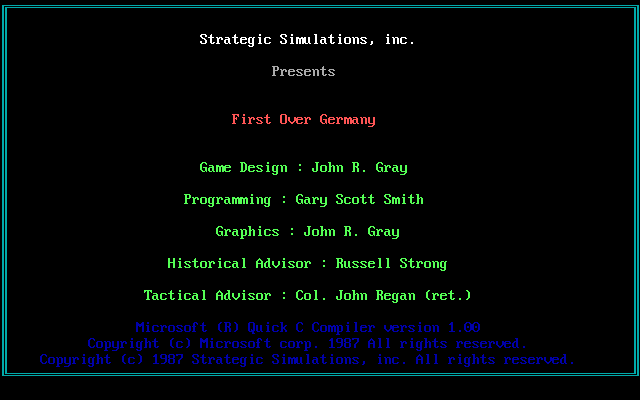 Strategic Simulations, inc.
Presents
First Over Germany
Game Design : John R. Gray
Programming : Gary Scott Smith
Graphics : John R. Gray
Historical Advisor : Russell Strong
Tactical Advisor : Col. John Regan (ret.)
Microsoft (R) Quick C Compiler version 1.00
Copyright (c) Microsoft corp. 1987 All rights reserved.
Copyright (c) 1987 Strategic Simulations, inc. All rights reserved.